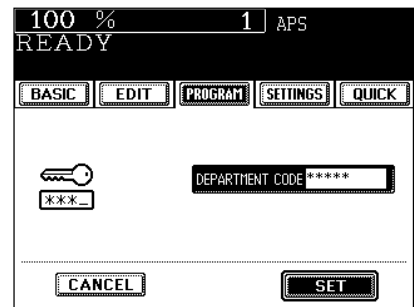 100 % 1 APS
READY
BASIC EDIT PROGRAM SETTINGS QUICK
DEPARTMENT CODE *****
***_
CANCEL SET